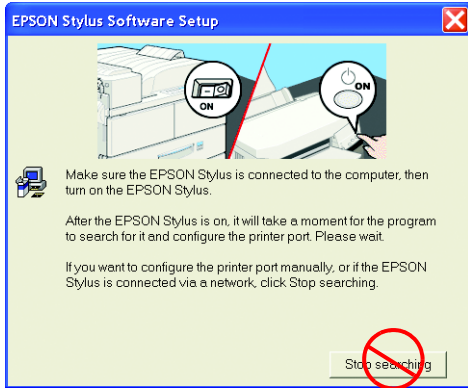 EPSON Stylus Software Setup
ON
ON
Make sure the EPSON Stylus is connected to the computer, then
turn on the EPSON Stylus.
After the EPSON Stylus is on, it will take a moment for the program
to search for it and configure the printer port. Please wait.
If you want to configure the printer port manually, or if the EPSON
Stylus is connected via a network, click Stop searching.
Stop searching